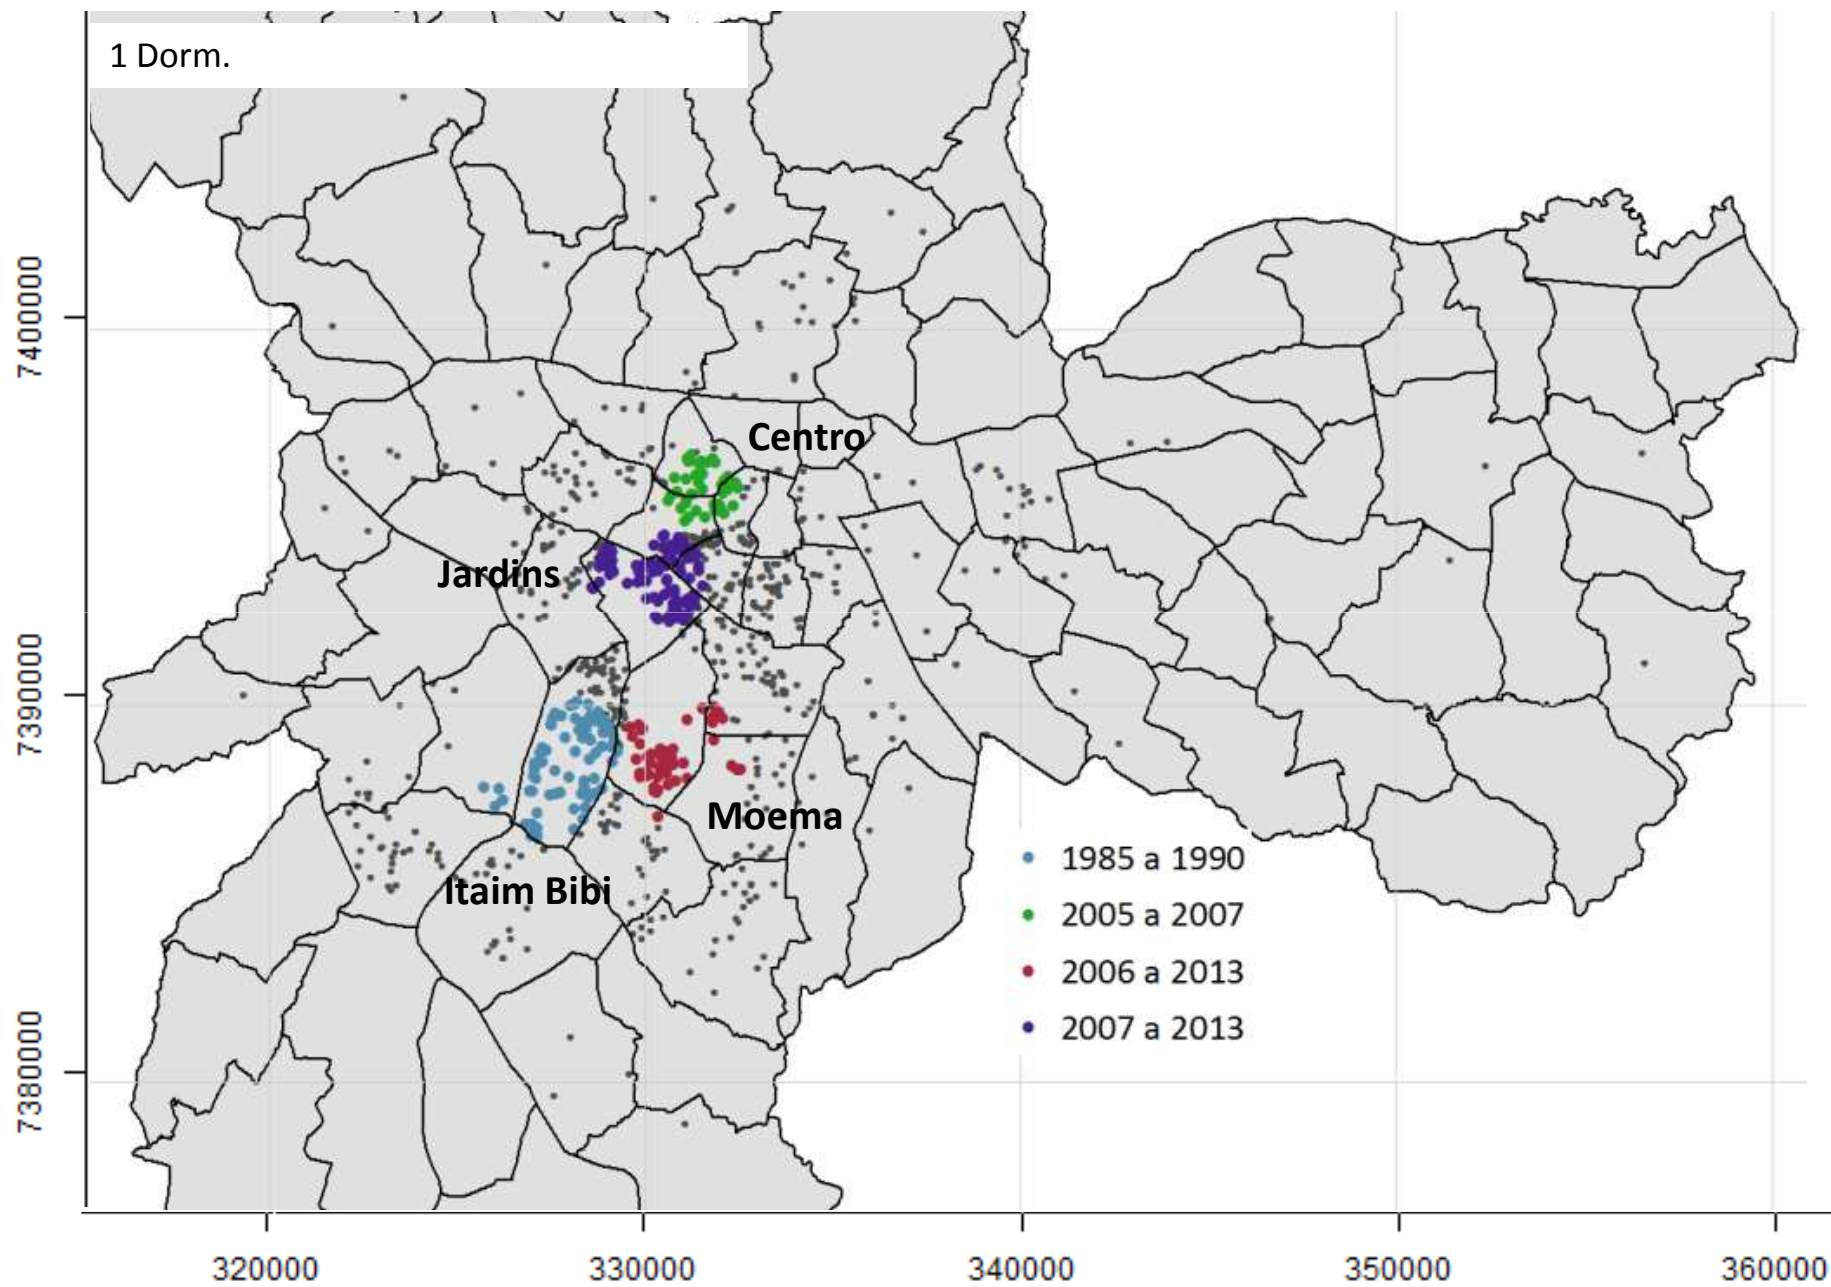 1 Dorm.
Centro
Jardins
Moema
Itaim Bibi
1985 a 1990
2005 a 2007
2006 a 2013
2007 a 2013
7400000
7390000
7380000
320000
330000
340000
350000
360000